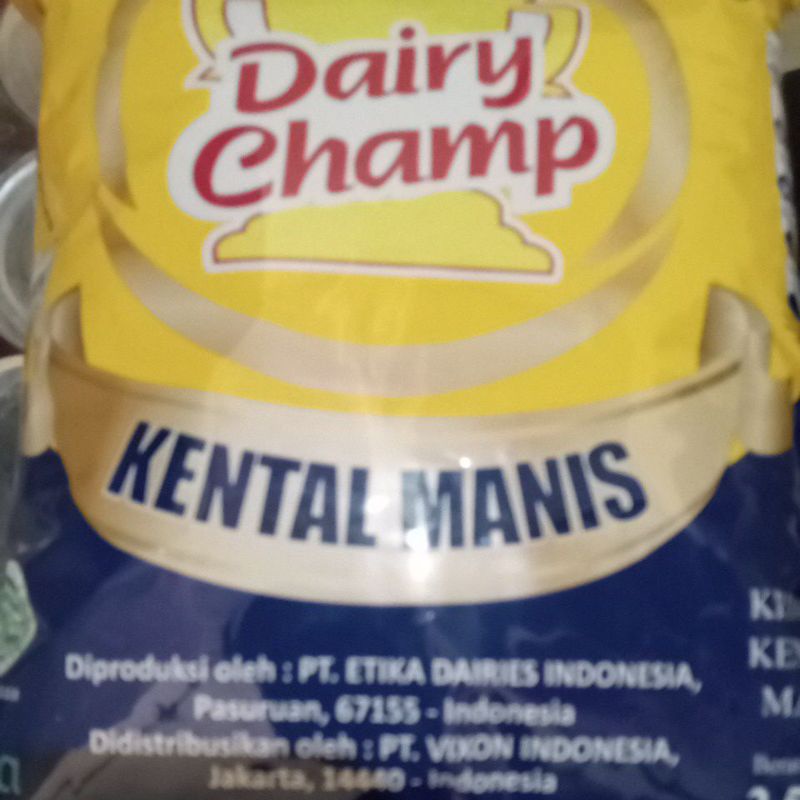 Dairy
Champ
KENTAL MANIS
Diproduksi oleh : PT. ETIKA DAIRIES INDONESIA,
Pasuruan, 67155 - Indonesia
Didistribusikan oleh : PT. VIXON INDONESIA,
Jakarta, 14440 - Indonesia